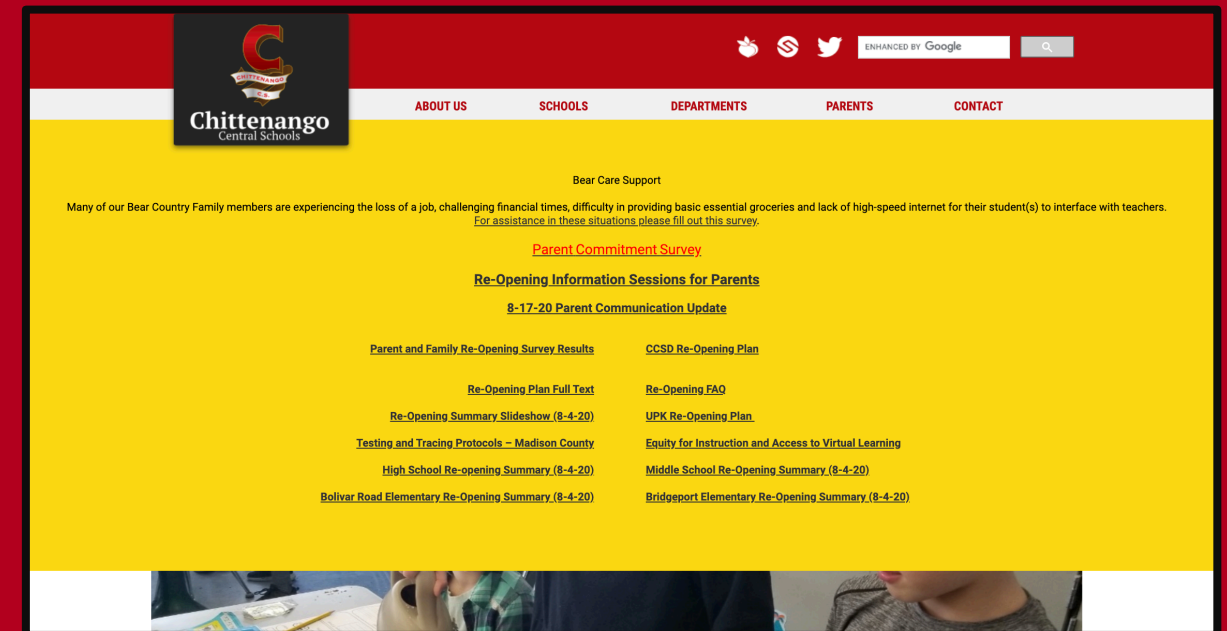 CHITTENANGO
C.S.
Chittenango
Central Schools
ENHANCED BY Google
ABOUT US
SCHOOLS
DEPARTMENTS
PARENTS
CONTACT
Bear Care Support
Many of our Bear Country Family members are experiencing the loss of a job, challenging financial times, difficulty in providing basic essential groceries and lack of high-speed internet for their student(s) to interface with teachers.
For assistance in these situations please fill out this survey.
Parent Commitment Survey
Re-Opening Information Sessions for Parents
8-17-20 Parent Communication Update
Parent and Family Re-Opening Survey Results
CCSD Re-Opening Plan
Re-Opening Plan Full Text
Re-Opening FAQ
Re-Opening Summary Slideshow (8-4-20)
UPK Re-Opening Plan
Testing and Tracing Protocols – Madison County
Equity for Instruction and Access to Virtual Learning
High School Re-opening Summary (8-4-20)
Middle School Re-Opening Summary (8-4-20)
Bolivar Road Elementary Re-Opening Summary (8-4-20)
Bridgeport Elementary Re-Opening Summary (8-4-20)